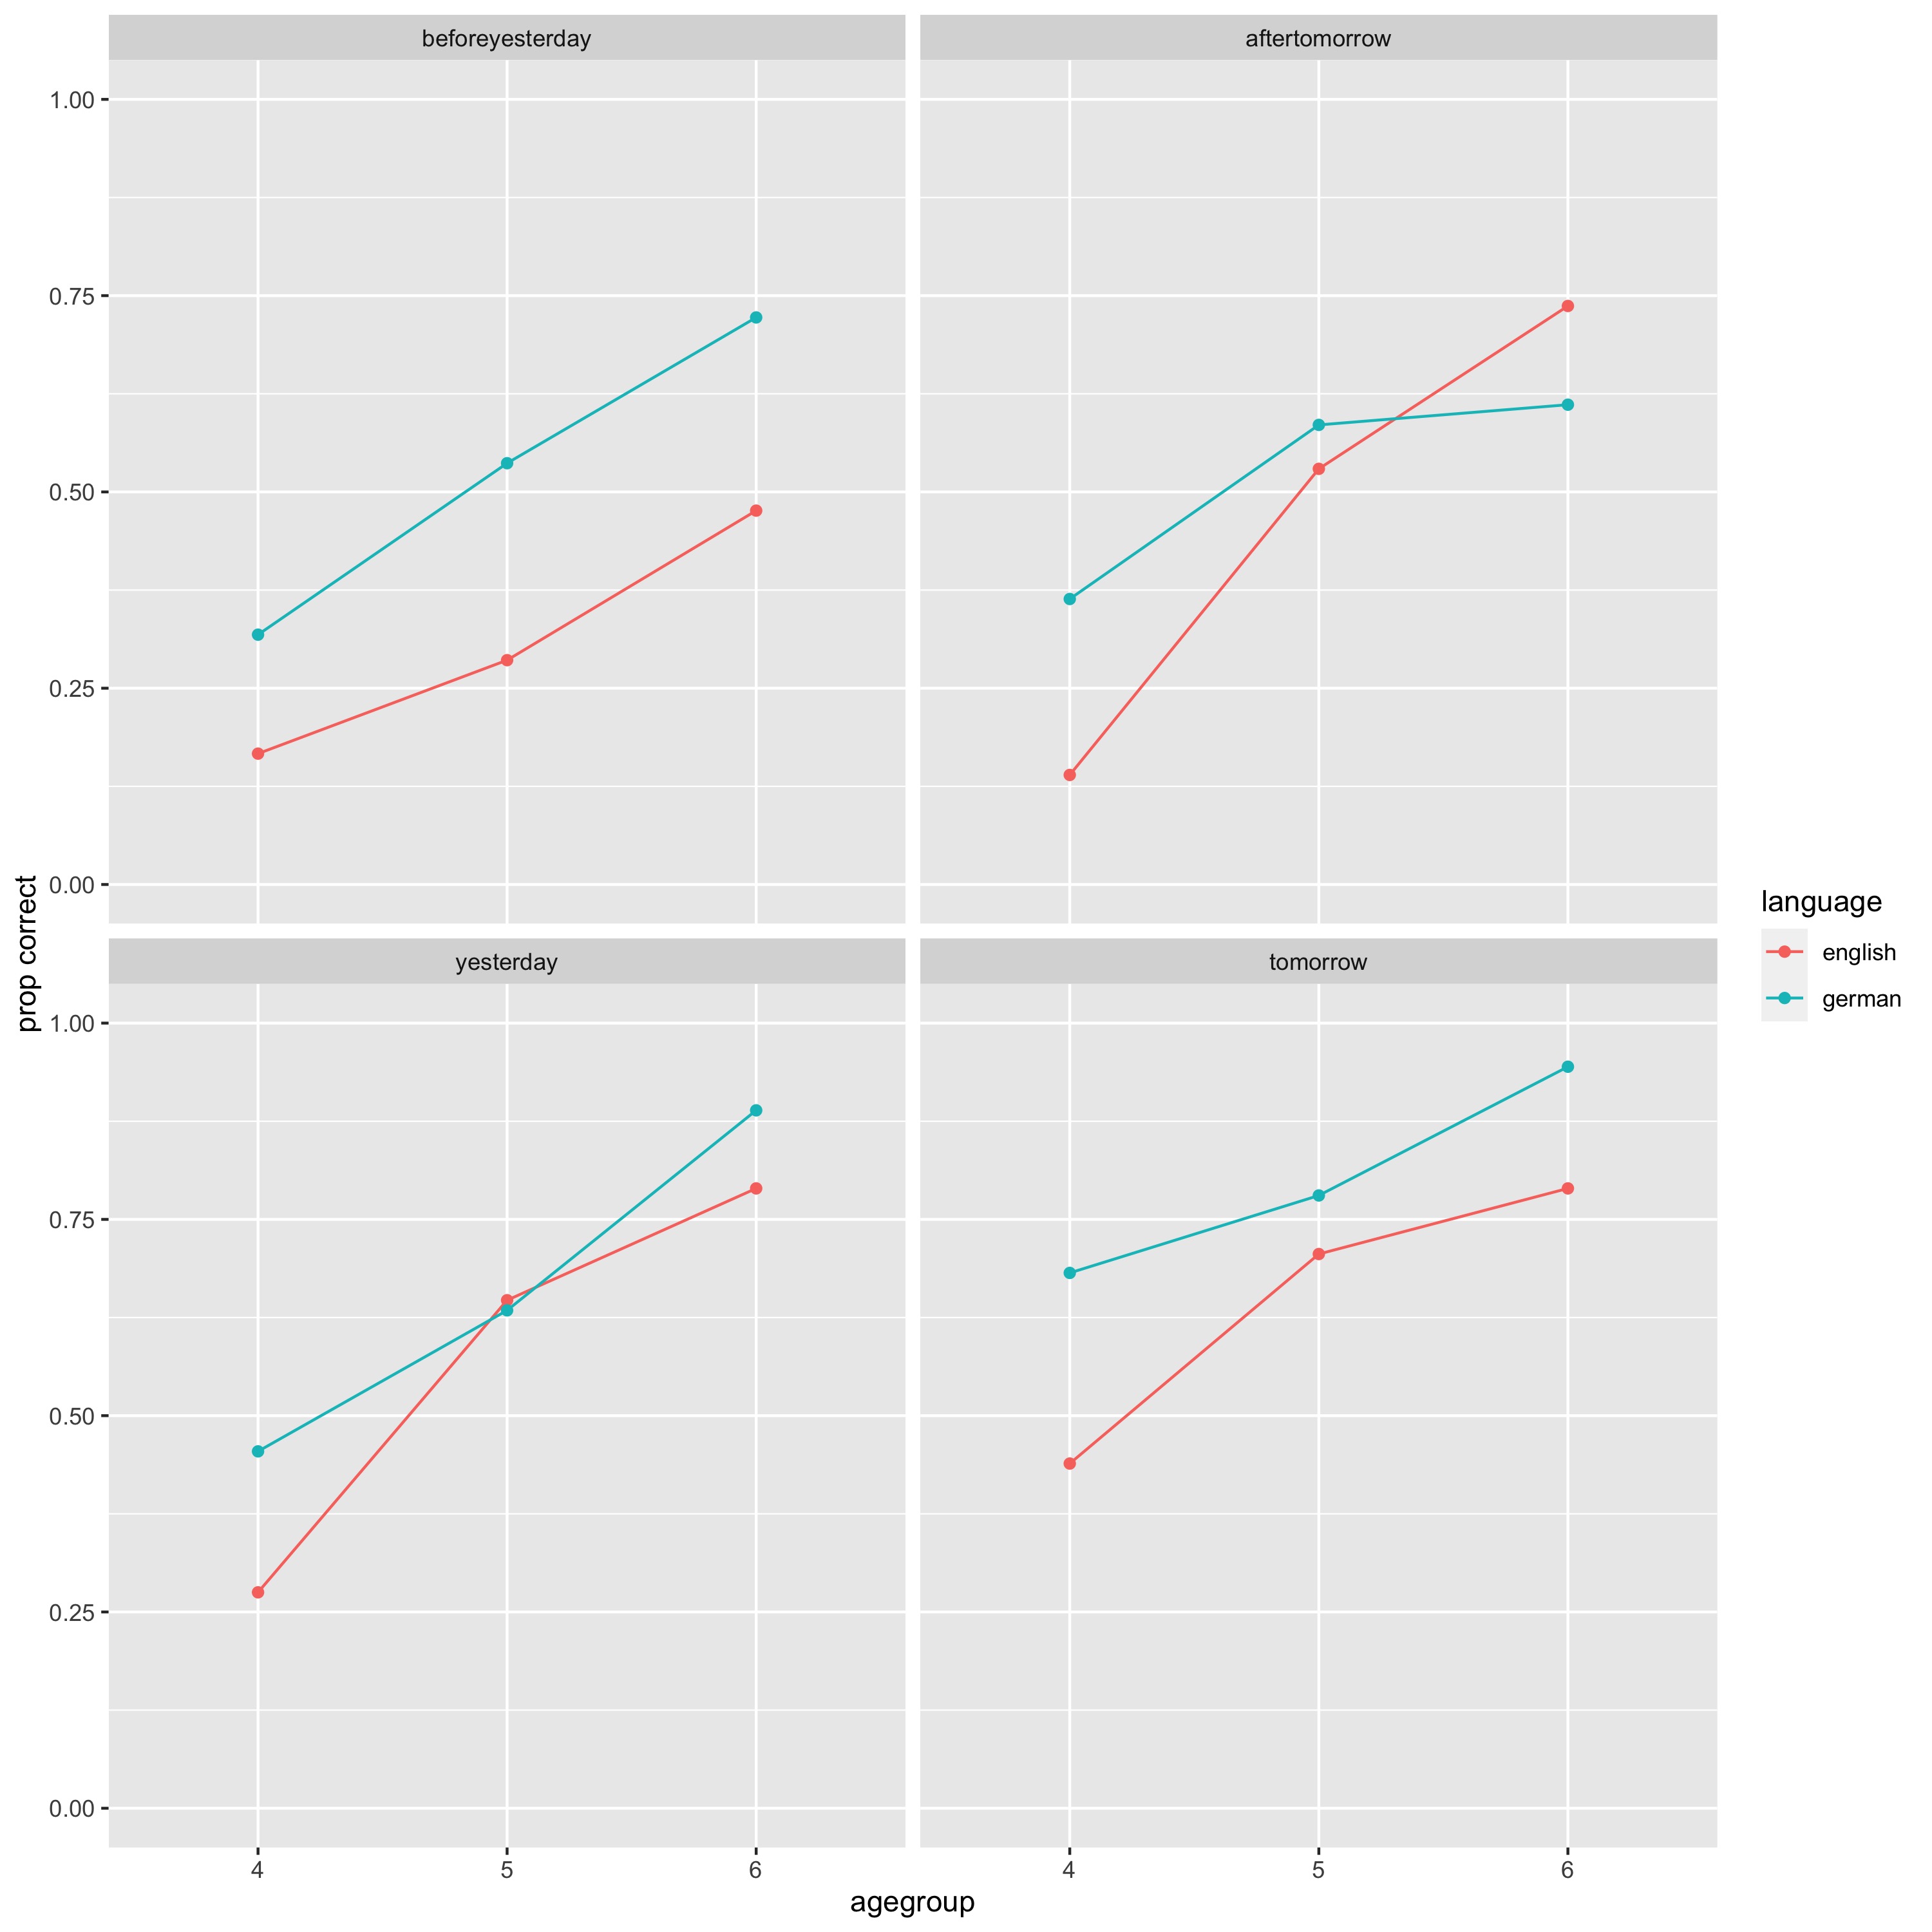 beforeyesterday
aftertomorrow
1.00
0.75
0.50
0.25
0.00
yesterday
tomorrow
1.00
0.75
0.50
0.25
0.00
4
5
6
4
5
6
agegroup
prop correct
language
english
german